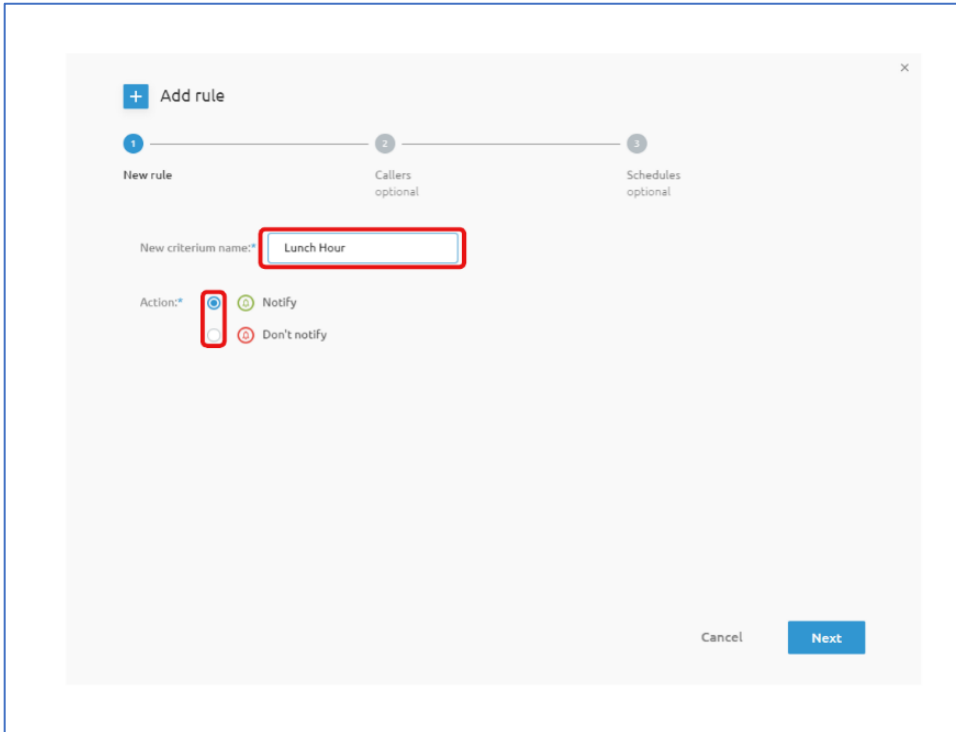 Add rule
1 2 3
New rule Callers Schedules
optional optional
New criterium name:* Lunch Hour
Action:* Notify
Don't notify
Cancel Next